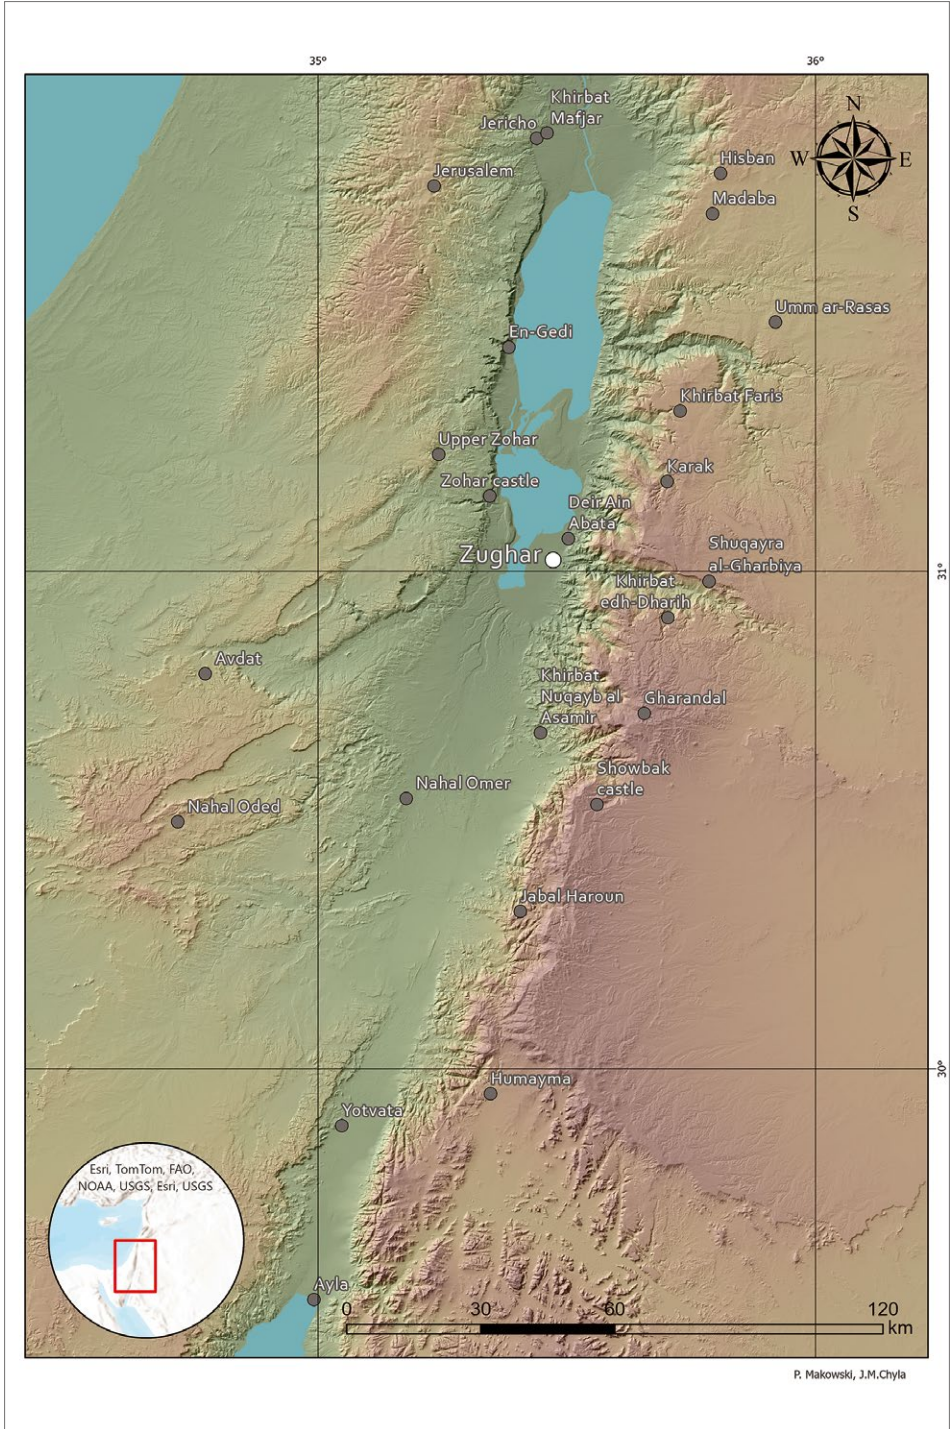 35°
36°
Khirbat
Mafjar
Jericho
N
W
E
S
Hisban
Jerusalem
Madaba
Umm ar-Rasas
En-Gedi
Khirbat Faris
Upper Zohar
Karak
Zohar castle
Deir Ain
Abata
Zughar
Shuqayra
al-Gharbiya
31°
Khirbat
edh-Dharih
Avdat
Khirbat
Nuqayb al
Asamir
Gharandal
Nahal Omer
Showbak
castle
Nahal Oded
Jabal Haroun
30°
Humayma
Yotvata
Esri, TomTom, FAO,
NOAA, USGS, Esri, USGS
Ayla
0 30 60 120
km
P. Makowski, J.M.Chyla